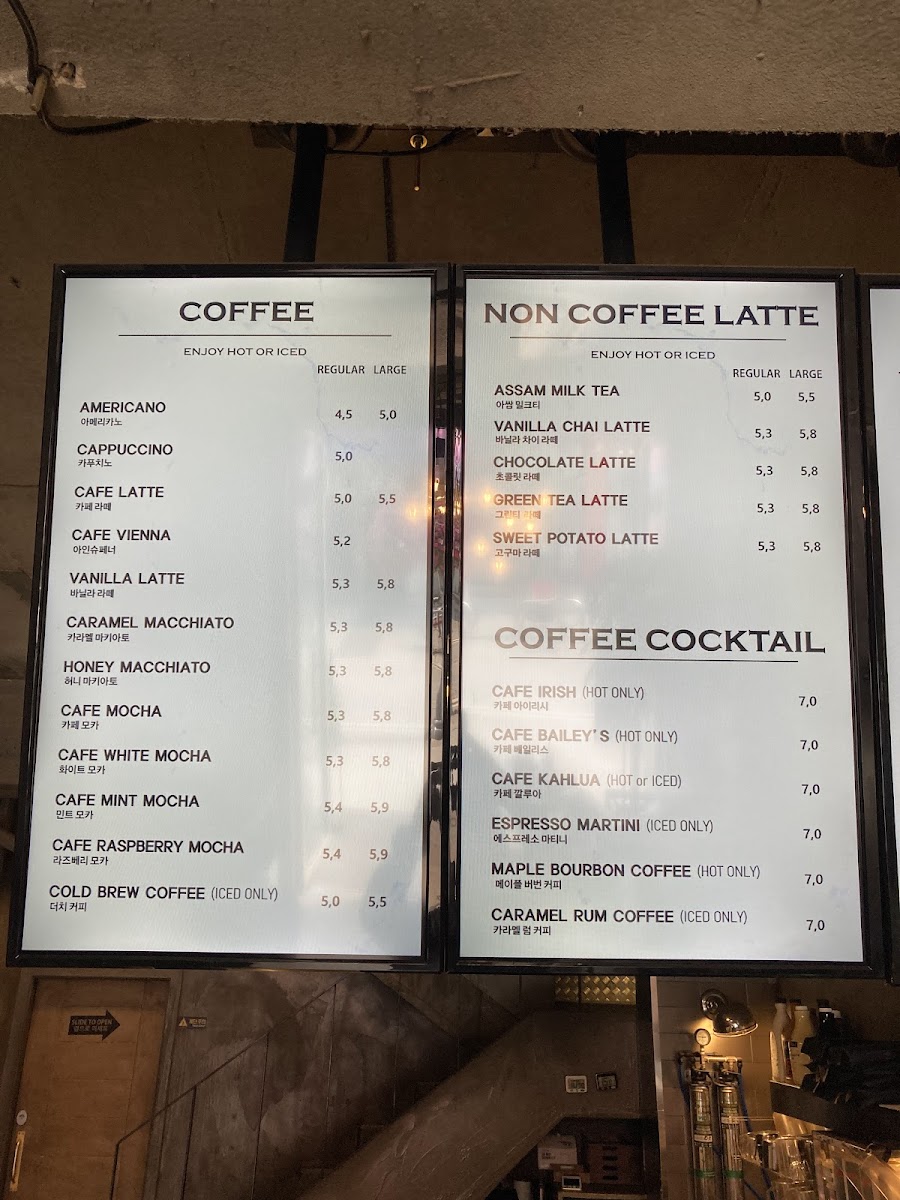 COFFEE
ENJOY HOT OR ICED
REGULAR LARGE
AMERICANO 4,5 5,0
아메리카노
CAPPUCCINO 5,0
카푸치노
CAFE LATTE 5,0 5,5
카페 라떼
CAFE VIENNA 5,2
아인슈페너
VANILLA LATTE 5,3 5,8
바닐라 라떼
CARAMEL MACCHIATO 5,3 5,8
카라멜 마키아토
HONEY MACCHIATO 5,3 5,8
허니 마키아토
CAFE MOCHA 5,3 5,8
카페 모카
CAFE WHITE MOCHA 5,3 5,8
화이트 모카
CAFE MINT MOCHA 5,4 5,9
민트 모카
CAFE RASPBERRY MOCHA 5,4 5,9
라즈베리 모카
COLD BREW COFFEE (ICED ONLY) 5,0 5,5
더치 커피
NON COFFEE LATTE
ENJOY HOT OR ICED
REGULAR LARGE
ASSAM MILK TEA 5,0 5,5
아쌈 밀크티
VANILLA CHAI LATTE 5,3 5,8
바닐라 차이 라떼
CHOCOLATE LATTE 5,3 5,8
초콜릿 라떼
GREEN TEA LATTE 5,3 5,8
그린티 라떼
SWEET POTATO LATTE 5,3 5,8
고구마 라떼
COFFEE COCKTAIL
CAFE IRISH (HOT ONLY) 7,0
카페 아이리시
CAFE BAILEY'S (HOT ONLY) 7,0
카페 베일리스
CAFE KAHLUA (HOT or ICED) 7,0
카페 깔루아
ESPRESSO MARTINI (ICED ONLY) 7,0
에스프레소 마티니
MAPLE BOURBON COFFEE (HOT ONLY) 7,0
메이플 버번 커피
CARAMEL RUM COFFEE (ICED ONLY) 7,0
카라멜 럼 커피
SLIDE TO OPEN
옆으로 미세요